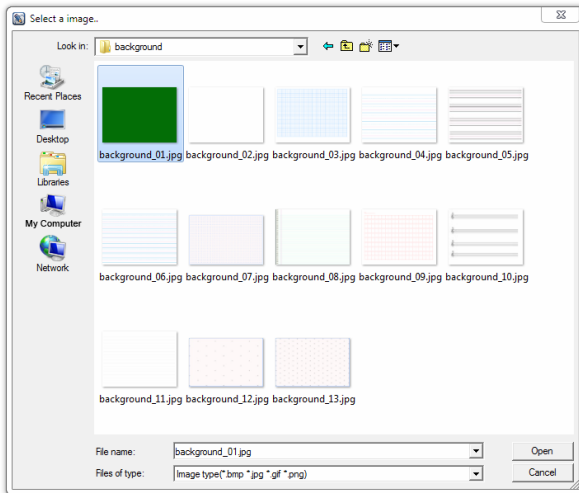 Select a image..
Look in: background
Recent Places
Desktop
Libraries
My Computer
Network
background_01.jpg background_02.jpg background_03.jpg background_04.jpg background_05.jpg
background_06.jpg background_07.jpg background_08.jpg background_09.jpg background_10.jpg
background_11.jpg background_12.jpg background_13.jpg
File name: background_01.jpg Open
Files of type: Image type(*.bmp *.jpg *.gif *.png) Cancel